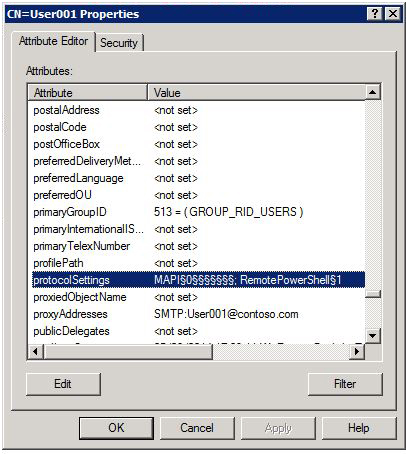 CN=User001 Properties
Attribute Editor Security
Attributes:
Attribute Value
postalAddress <not set>
postalCode <not set>
postOfficeBox <not set>
preferredDeliveryMet... <not set>
preferredLanguage <not set>
preferredOU <not set>
primaryGroupID 513 = ( GROUP_RID_USERS )
primaryInternationalIS... <not set>
primaryTelexNumber <not set>
profilePath <not set>
protocolSettings MAPI§0§§§§§§§; RemotePowerShell§1
proxiedObjectName <not set>
proxyAddresses SMTP:User001@contoso.com
publicDelegates <not set>
Edit Filter
OK Cancel Apply Help